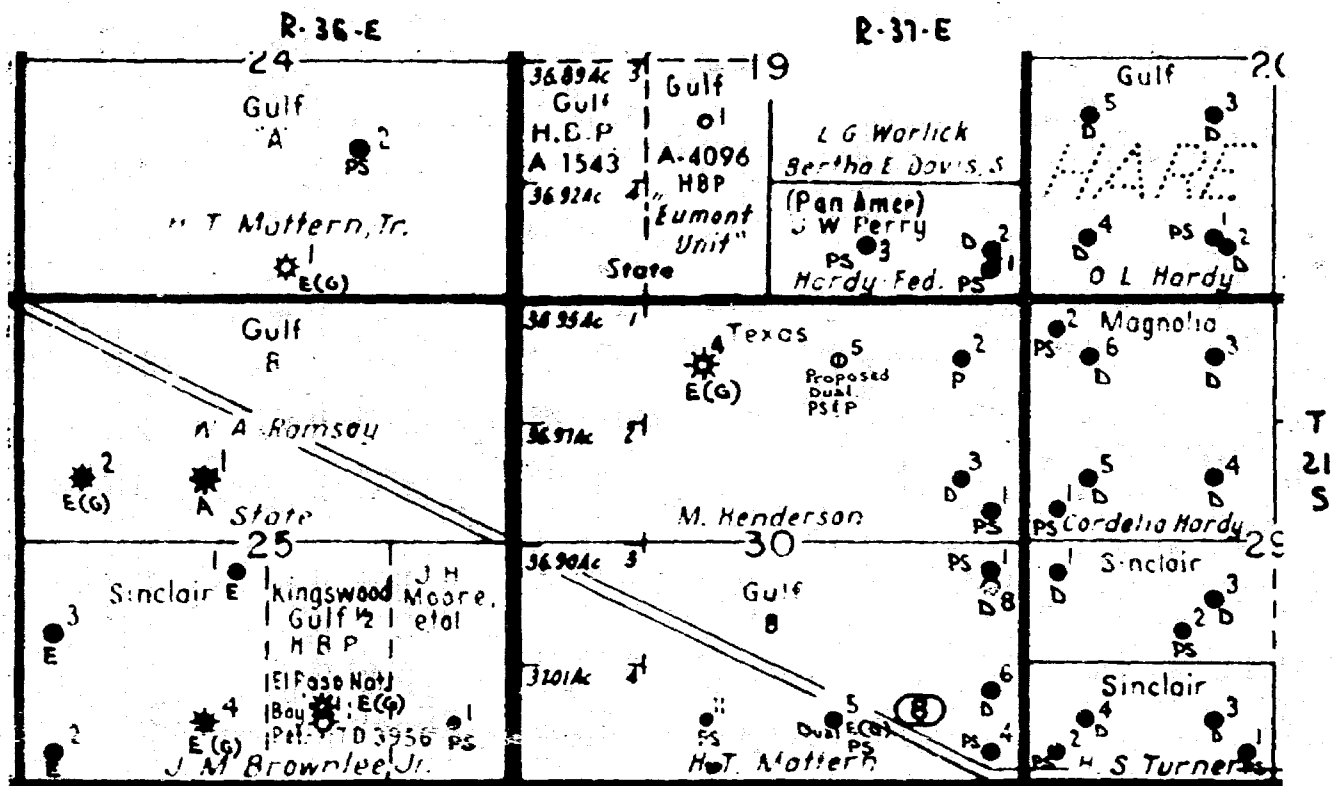 R-36-E
R-37-E
24
Gulf
"A"
2
PS
H. T. Mattern, Tr.
1
E(G)
36.89Ac 3
Gulf
H.B.P
A 1543
36.92Ac 4
Gulf
1
A-4096
HBP
"Eumont
Unit"
State
19
L G Warlick
Bertha E Davis, S
(Pan Amer)
J W Perry
3
PS
D 2
1
PS
Hardy-Fed.
20
Gulf
5
D
3
D
HARE
4
D
PS 1
2
D
O L Hardy
Gulf
B
W A Ramsay
2
E(G)
1
A
State
36.95Ac 1
Texas
4
E(G)
5
Proposed
Dual
PS&P
2
P
36.97Ac 2
3
D
1
PS
M. Henderson
2
PS
Magnolia
6
D
3
D
5
D
4
D
1
PS
Cordelia Hardy
T
21
S
25
Sinclair
1
E
3
E
2
E
4
E(G)
Kingswood
Gulf ½
H B P
J H
Moore,
etal
El Paso Nat'l
E(G)
TD 3956
1
PS
J M Brownlee, Jr.
30
36.90Ac 3
Gulf
B
PS 1
D 8
37.01Ac 4
11
PS
5
Dual E(G)
PS
8
6
D
PS 4
H. T. Mattern
29
1
D
Sinclair
3
D
2
PS
Sinclair
4
D
3
D
2
PS
1
H S Turner